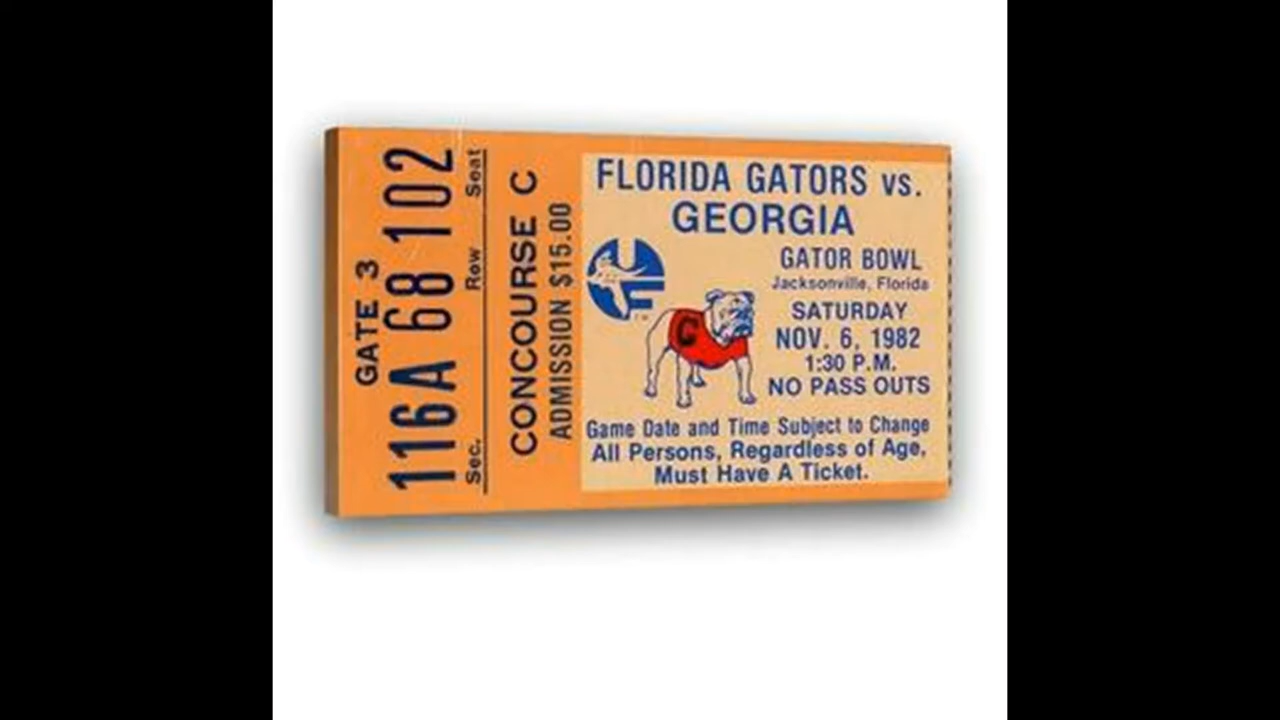 GATE 3
116A 68 102
Sec. Row Seat
CONCOURSE C
ADMISSION $15.00
FLORIDA GATORS VS.
GEORGIA
UF
TM
G
GATOR BOWL
Jacksonville, Florida
SATURDAY
NOV. 6, 1982
1:30 P.M.
NO PASS OUTS
Game Date and Time Subject to Change
All Persons, Regardless of Age,
Must Have A Ticket.